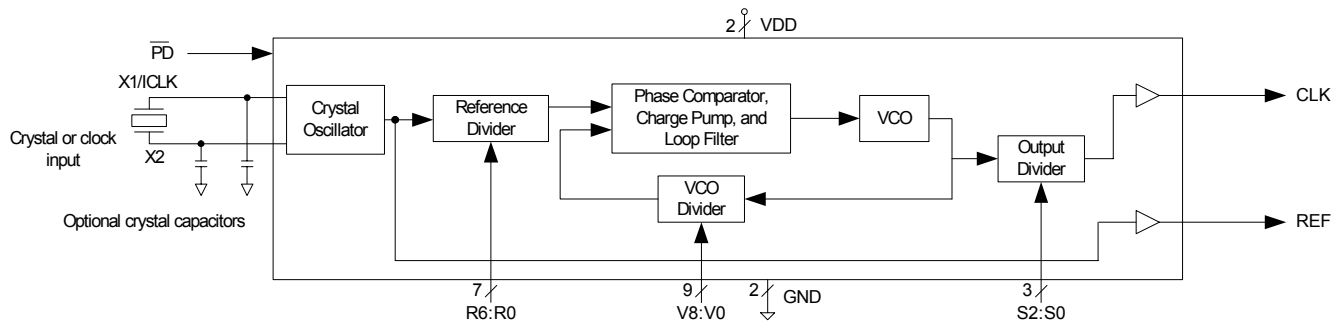 2 VDD
PD
X1/ICLK
Crystal or clock
input
X2
Optional crystal capacitors
Crystal
Oscillator
Reference
Divider
Phase Comparator,
Charge Pump, and
Loop Filter
VCO
VCO
Divider
Output
Divider
CLK
REF
7
R6:R0
9
V8:V0
2
GND
3
S2:S0